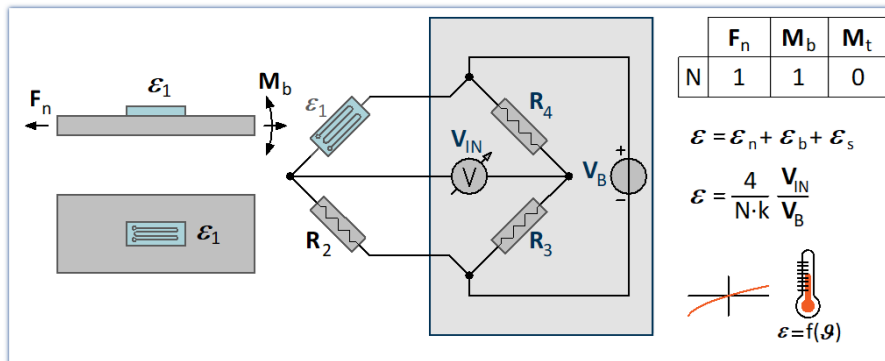 F_n
ε_1
M_b
ε_1
ε_1
R_2
V_IN
V
R_4
R_3
V_B
+
−
F_n M_b M_t
N 1 1 0
ε = ε_n + ε_b + ε_s
ε = 4/(N·k) V_IN/V_B
ε=f(ϑ)